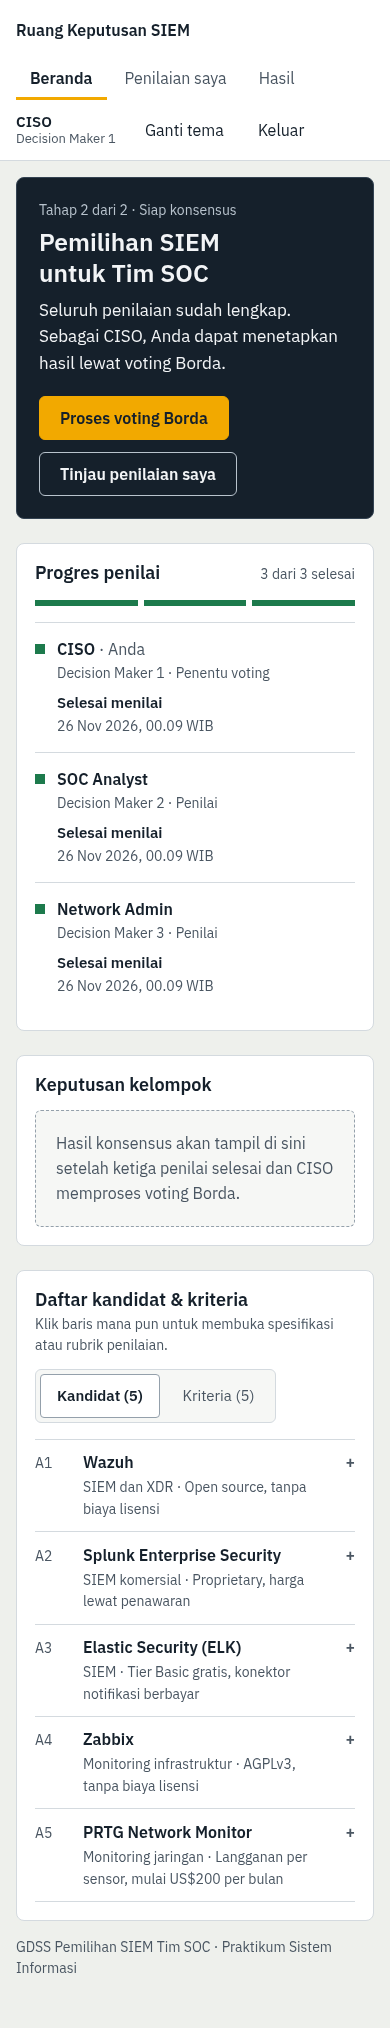 Ruang Keputusan SIEM
Beranda Penilaian saya Hasil
CISO
Decision Maker 1
Ganti tema Keluar
Tahap 2 dari 2 · Siap konsensus
Pemilihan SIEM
untuk Tim SOC
Seluruh penilaian sudah lengkap.
Sebagai CISO, Anda dapat menetapkan
hasil lewat voting Borda.
Proses voting Borda
Tinjau penilaian saya
Progres penilai 3 dari 3 selesai
CISO · Anda
Decision Maker 1 · Penentu voting
Selesai menilai
26 Nov 2026, 00.09 WIB
SOC Analyst
Decision Maker 2 · Penilai
Selesai menilai
26 Nov 2026, 00.09 WIB
Network Admin
Decision Maker 3 · Penilai
Selesai menilai
26 Nov 2026, 00.09 WIB
Keputusan kelompok
Hasil konsensus akan tampil di sini
setelah ketiga penilai selesai dan CISO
memproses voting Borda.
Daftar kandidat & kriteria
Klik baris mana pun untuk membuka spesifikasi
atau rubrik penilaian.
Kandidat (5) Kriteria (5)
A1 Wazuh +
SIEM dan XDR · Open source, tanpa
biaya lisensi
A2 Splunk Enterprise Security +
SIEM komersial · Proprietary, harga
lewat penawaran
A3 Elastic Security (ELK) +
SIEM · Tier Basic gratis, konektor
notifikasi berbayar
A4 Zabbix +
Monitoring infrastruktur · AGPLv3,
tanpa biaya lisensi
A5 PRTG Network Monitor +
Monitoring jaringan · Langganan per
sensor, mulai US$200 per bulan
GDSS Pemilihan SIEM Tim SOC · Praktikum Sistem
Informasi